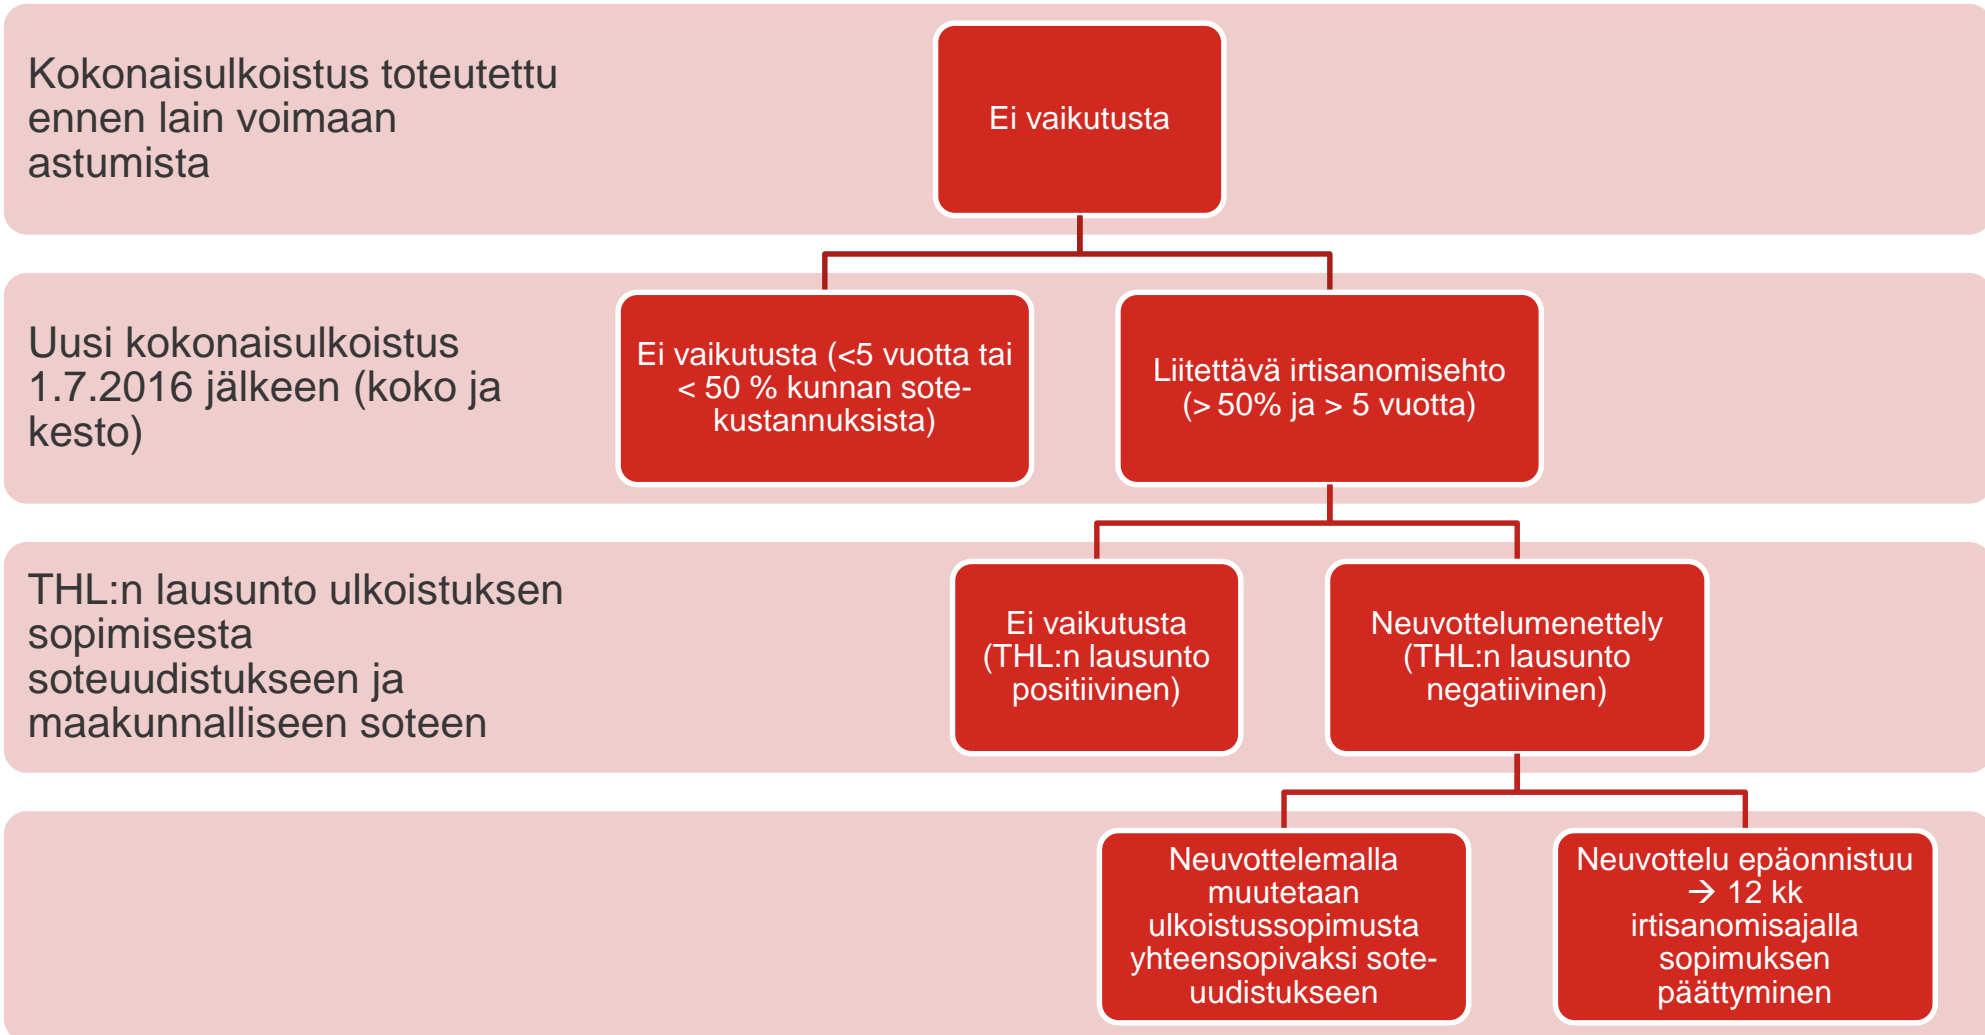 Kokonaisulkoistus toteutettu
ennen lain voimaan
astumista
Ei vaikutusta
Uusi kokonaisulkoistus
1.7.2016 jälkeen (koko ja
kesto)
Ei vaikutusta (<5 vuotta tai
< 50 % kunnan sote-
kustannuksista)
Liitettävä irtisanomisehto
(> 50% ja > 5 vuotta)
THL:n lausunto ulkoistuksen
sopimisesta
soteuudistukseen ja
maakunnalliseen soteen
Ei vaikutusta
(THL:n lausunto
positiivinen)
Neuvottelumenettely
(THL:n lausunto
negatiivinen)
Neuvottelemalla
muutetaan
ulkoistussopimusta
yhteensopivaksi sote-
uudistukseen
Neuvottelu epäonnistuu
→ 12 kk
irtisanomisajalla
sopimuksen
päättyminen